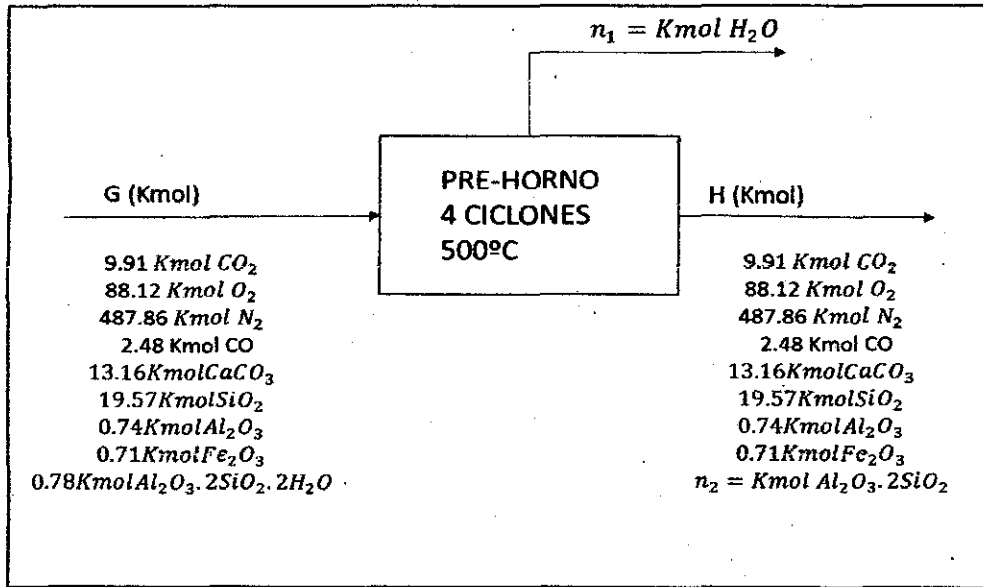 n₁ = Kmol H₂O
G (Kmol)
PRE-HORNO
4 CICLONES
500ºC
H (Kmol)
9.91 Kmol CO₂
88.12 Kmol O₂
487.86 Kmol N₂
2.48 Kmol CO
13.16KmolCaCO₃
19.57KmolSiO₂
0.74KmolAl₂O₃
0.71KmolFe₂O₃
0.78KmolAl₂O₃.2SiO₂.2H₂O
9.91 Kmol CO₂
88.12 Kmol O₂
487.86 Kmol N₂
2.48 Kmol CO
13.16KmolCaCO₃
19.57KmolSiO₂
0.74KmolAl₂O₃
0.71KmolFe₂O₃
n₂ = Kmol Al₂O₃.2SiO₂